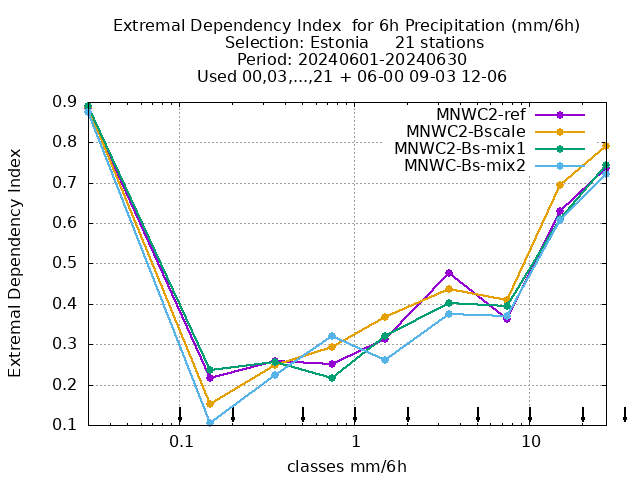 Extremal Dependency Index  for 6h Precipitation (mm/6h)
Selection: Estonia     21 stations
Period: 20240601-20240630
Used 00,03,...,21 + 06-00 09-03 12-06
MNWC2-ref
MNWC2-Bscale
MNWC2-Bs-mix1
MNWC-Bs-mix2
Extremal Dependency Index
0.9
0.8
0.7
0.6
0.5
0.4
0.3
0.2
0.1
0.1 1 10
classes mm/6h